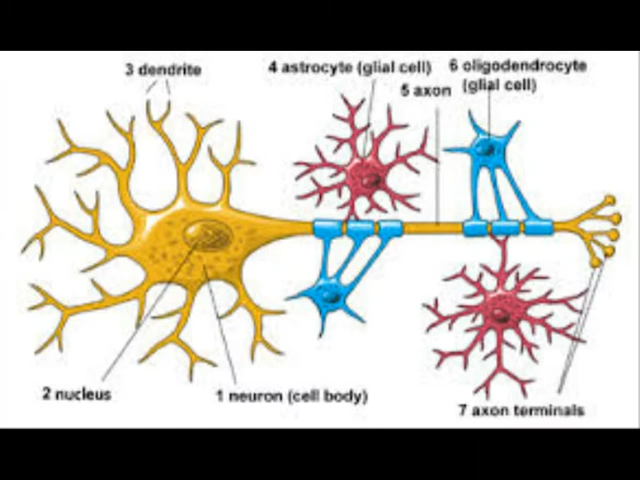 3 dendrite
4 astrocyte (glial cell)
6 oligodendrocyte
(glial cell)
5 axon
2 nucleus
1 neuron (cell body)
7 axon terminals